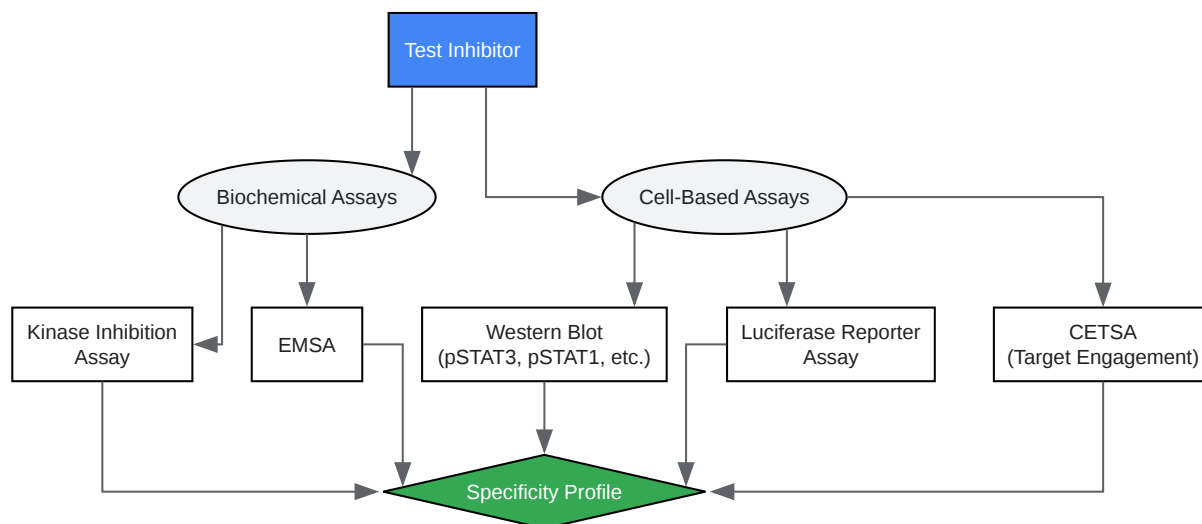 Test Inhibitor
Biochemical Assays
Cell-Based Assays
Kinase Inhibition
Assay
EMSA
Western Blot
(pSTAT3, pSTAT1, etc.)
Luciferase Reporter
Assay
CETSA
(Target Engagement)
Specificity Profile